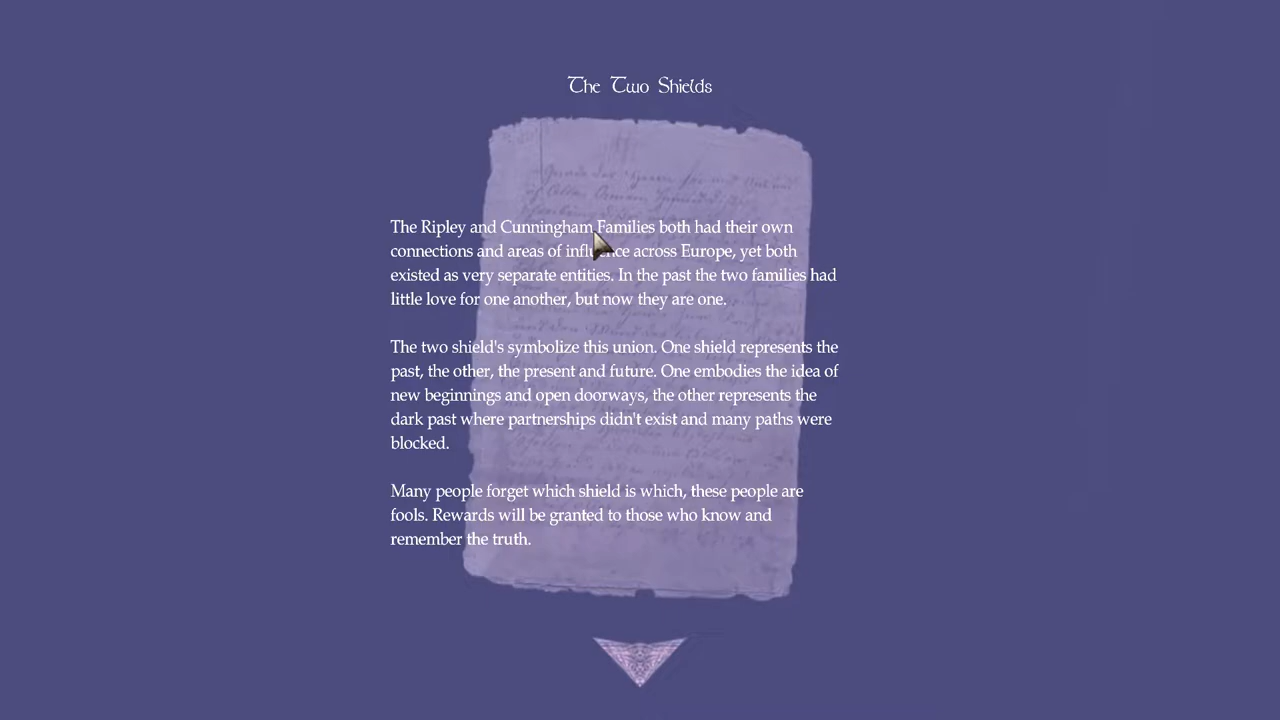 The Two Shields
The Ripley and Cunningham Families both had their own
connections and areas of influence across Europe, yet both
existed as very separate entities. In the past the two families had
little love for one another, but now they are one.
The two shield's symbolize this union. One shield represents the
past, the other, the present and future. One embodies the idea of
new beginnings and open doorways, the other represents the
dark past where partnerships didn't exist and many paths were
blocked.
Many people forget which shield is which, these people are
fools. Rewards will be granted to those who know and
remember the truth.